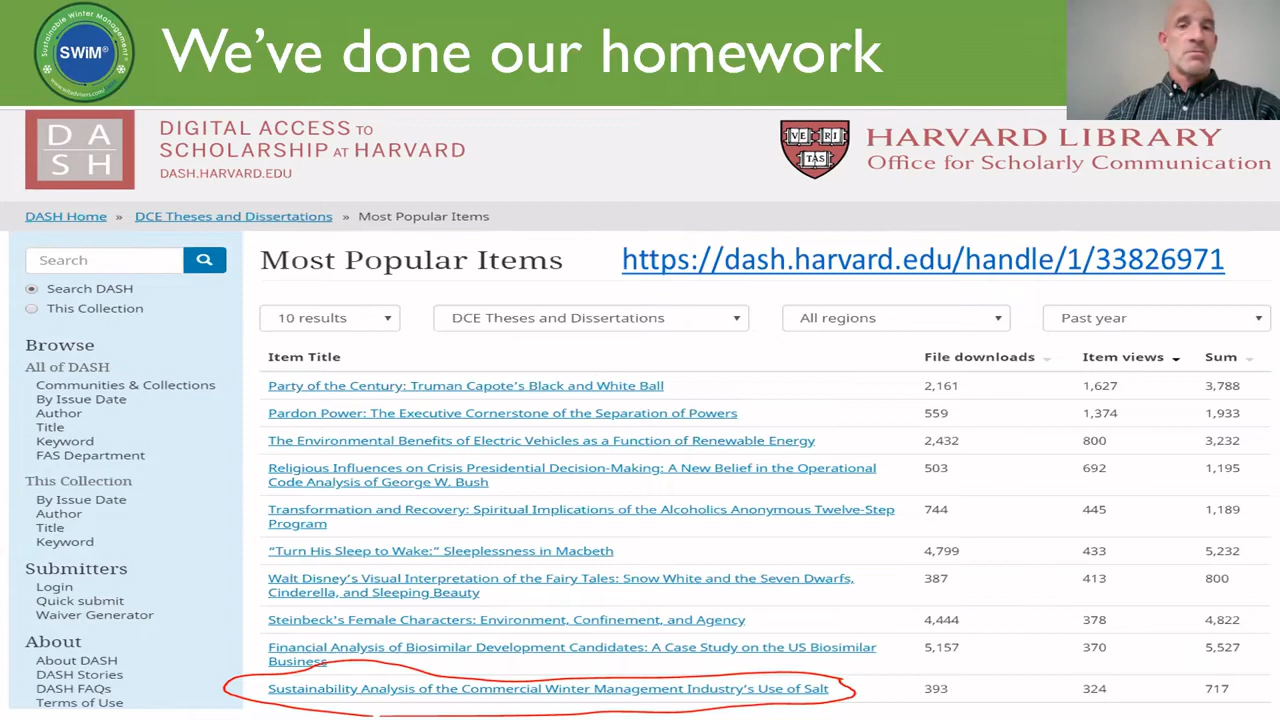 Sustainable Winter Management®
SWiM®
We've done our homework
DA
SH
DIGITAL ACCESS TO
SCHOLARSHIP AT HARVARD
DASH.HARVARD.EDU
VE RI
TAS
HARVARD LIBRARY
Office for Scholarly Communication
DASH Home » DCE Theses and Dissertations » Most Popular Items
Search
Search DASH
This Collection
Browse
All of DASH
Communities & Collections
By Issue Date
Author
Title
Keyword
FAS Department
This Collection
By Issue Date
Author
Title
Keyword
Submitters
Login
Quick submit
Waiver Generator
About
About DASH
DASH Stories
DASH FAQs
Terms of Use
Most Popular Items
https://dash.harvard.edu/handle/1/33826971
10 results DCE Theses and Dissertations All regions Past year
Item Title File downloads Item views Sum
Party of the Century: Truman Capote's Black and White Ball 2,161 1,627 3,788
Pardon Power: The Executive Cornerstone of the Separation of Powers 559 1,374 1,933
The Environmental Benefits of Electric Vehicles as a Function of Renewable Energy 2,432 800 3,232
Religious Influences on Crisis Presidential Decision-Making: A New Belief in the Operational 503 692 1,195
Code Analysis of George W. Bush
Transformation and Recovery: Spiritual Implications of the Alcoholics Anonymous Twelve-Step 744 445 1,189
Program
“Turn His Sleep to Wake:” Sleeplessness in Macbeth 4,799 433 5,232
Walt Disney's Visual Interpretation of the Fairy Tales: Snow White and the Seven Dwarfs, 387 413 800
Cinderella, and Sleeping Beauty
Steinbeck's Female Characters: Environment, Confinement, and Agency 4,444 378 4,822
Financial Analysis of Biosimilar Development Candidates: A Case Study on the US Biosimilar 5,157 370 5,527
Business
Sustainability Analysis of the Commercial Winter Management Industry's Use of Salt 393 324 717